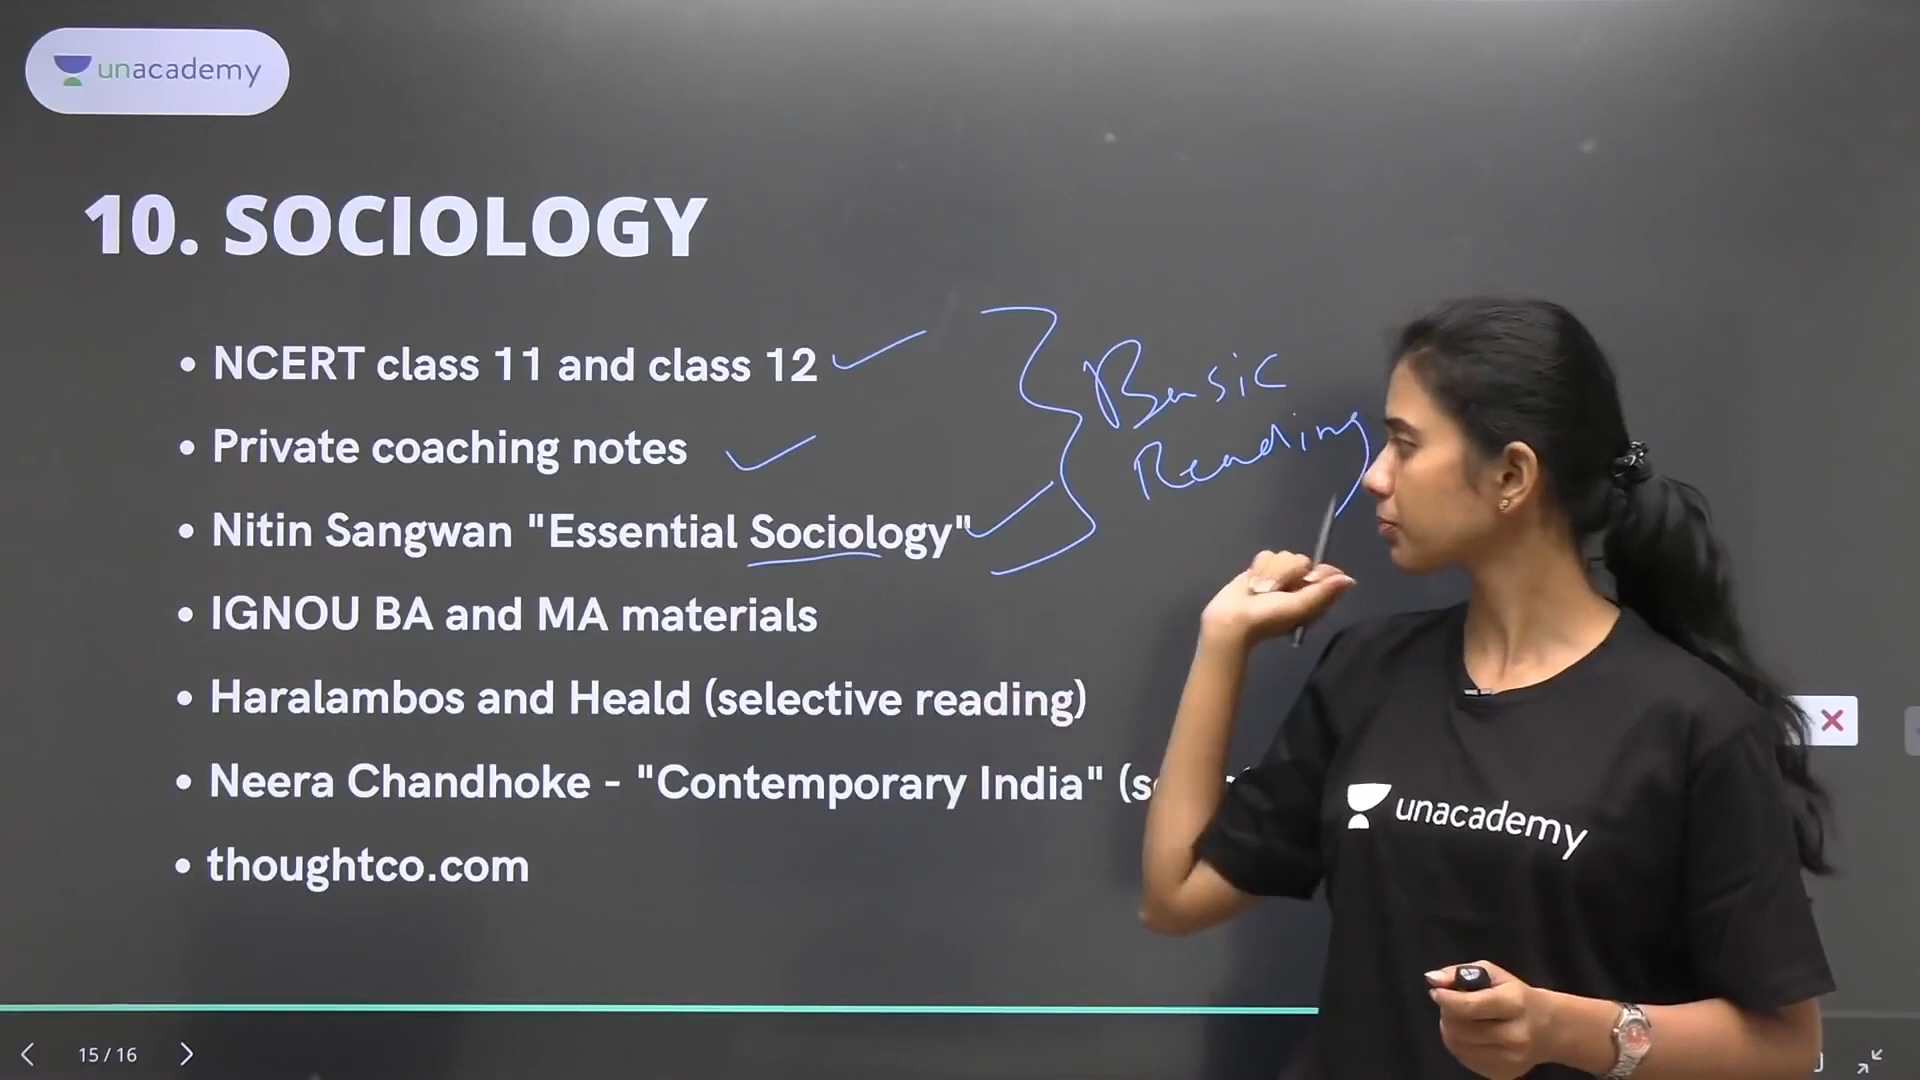 unacademy
10. SOCIOLOGY
• NCERT class 11 and class 12
• Private coaching notes
• Nitin Sangwan "Essential Sociology"
Basic
Reading
• IGNOU BA and MA materials
• Haralambos and Heald (selective reading)
• Neera Chandhoke - "Contemporary India"
• thoughtco.com
unacademy
15 / 16